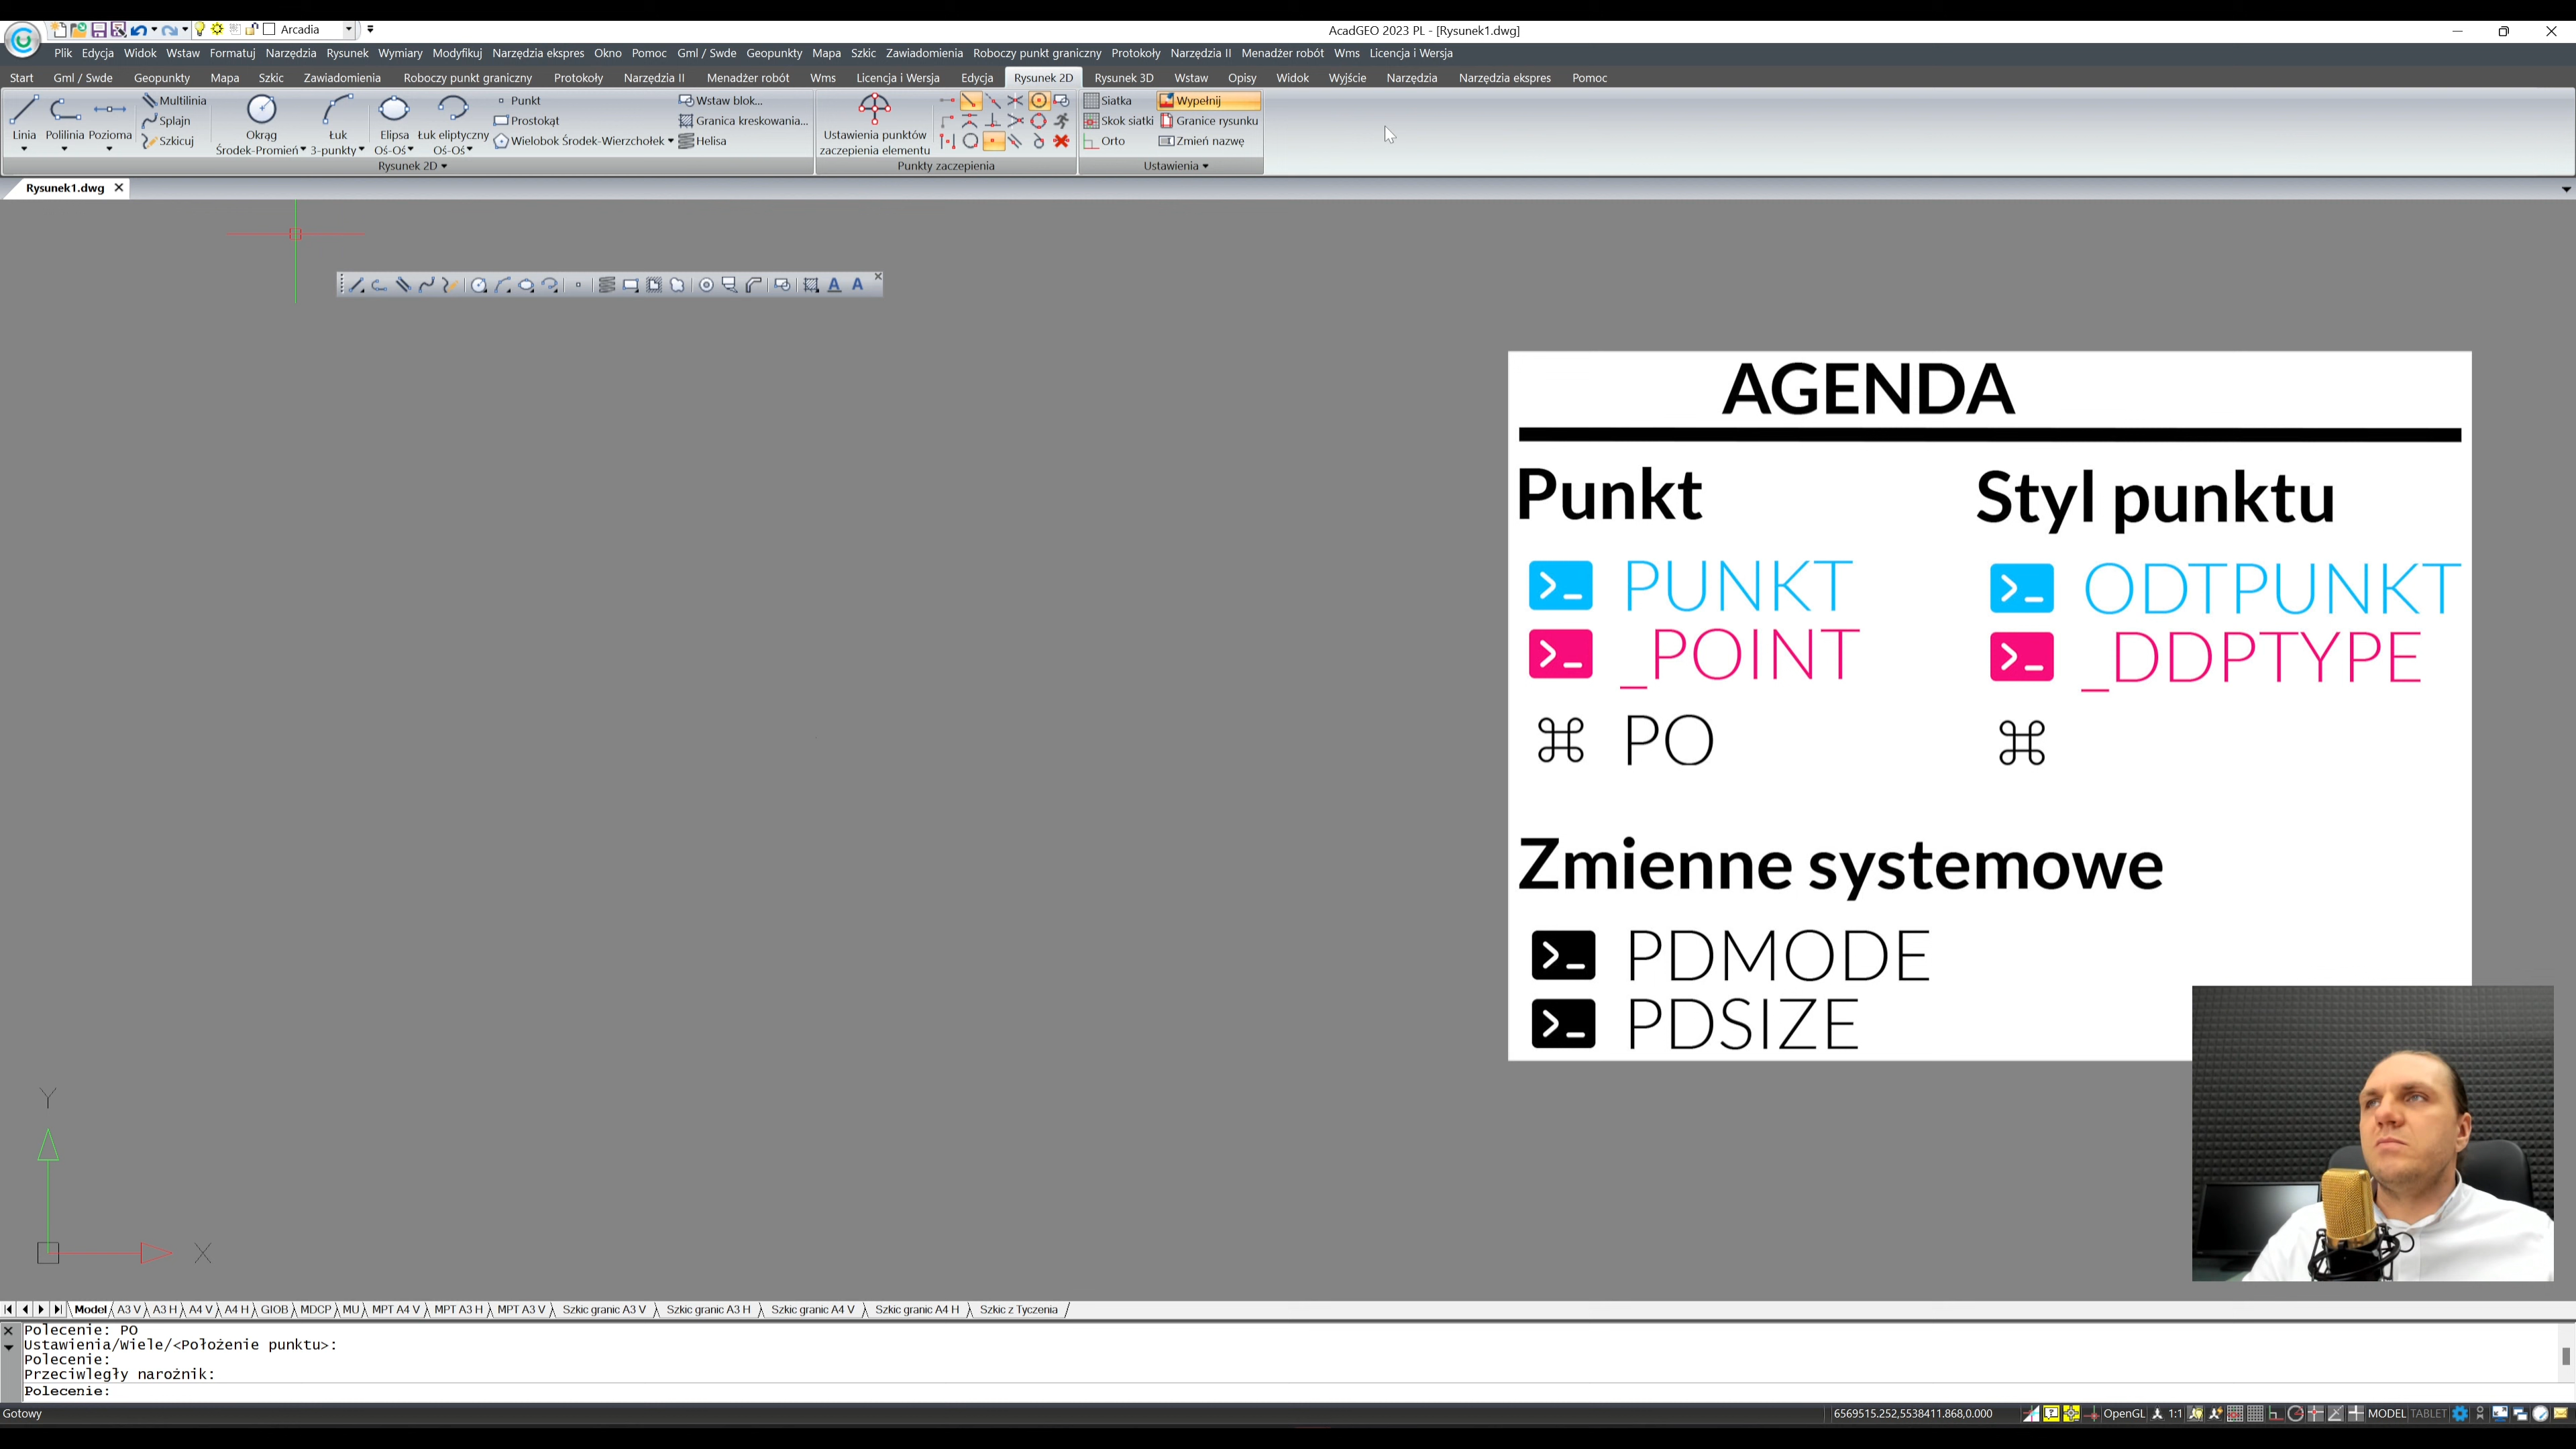 Arcadia
AcadGEO 2023 PL - [Rysunek1.dwg]
Plik Edycja Widok Wstaw Formatuj Narzędzia Rysunek Wymiary Modyfikuj Narzędzia ekspres Okno Pomoc Gml / Swde Geopunkty Mapa Szkic Zawiadomienia Roboczy punkt graniczny Protokoły Narzędzia II Menadżer robót Wms Licencja i Wersja
Start Gml / Swde Geopunkty Mapa Szkic Zawiadomienia Roboczy punkt graniczny Protokoły Narzędzia II Menadżer robót Wms Licencja i Wersja Edycja Rysunek 2D Rysunek 3D Wstaw Opisy Widok Wyjście Narzędzia Narzędzia ekspres Pomoc
Linia
Polilinia
Pozioma
Multilinia
Splajn
Szkicuj
Okrąg
Środek-Promień
Łuk
3-punkty
Elipsa
Oś-Oś
Łuk eliptyczny
Oś-Oś
Punkt
Prostokąt
Wielobok Środek-Wierzchołek
Wstaw blok...
Granica kreskowania...
Helisa
Rysunek 2D
Ustawienia punktów
zaczepienia elementu
Punkty zaczepienia
Siatka
Skok siatki
Orto
Wypełnij
Granice rysunku
Zmień nazwę
Ustawienia
Rysunek1.dwg
AGENDA
Punkt
>_ PUNKT
>_ _POINT
⌘ PO
Styl punktu
>_ ODTPUNKT
>_ _DDPTYPE
⌘
Zmienne systemowe
>_ PDMODE
>_ PDSIZE
Y
X
Model A3 V A3 H A4 V A4 H GIOB MDCP MU MPT A4 V MPT A3 H MPT A3 V Szkic granic A3 V Szkic granic A3 H Szkic granic A4 V Szkic granic A4 H Szkic z Tyczenia
Polecenie: PO
Ustawienia/Wiele/<Położenie punktu>:
Polecenie:
Przeciwległy narożnik:
Polecenie:
Gotowy
6569515.252,5538411.868,0.000
OpenGL
1:1
MODEL
TABLET